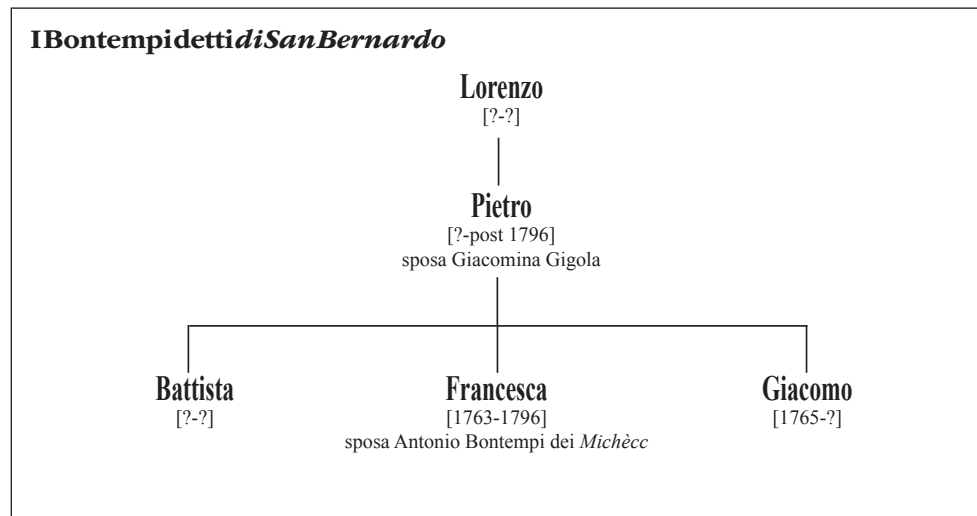 I Bontempi detti di San Bernardo
Lorenzo
[?-?]
Pietro
[?-post 1796]
sposa Giacomina Gigola
Battista
[?-?]
Francesca
[1763-1796]
sposa Antonio Bontempi dei Michècc
Giacomo
[1765-?]